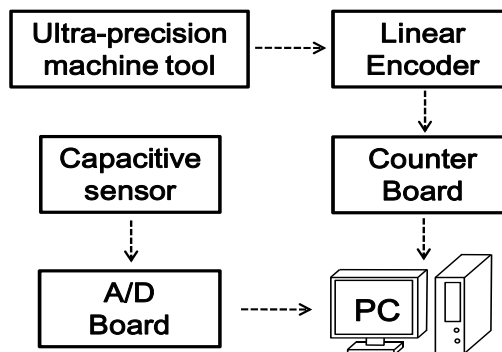 Ultra-precision
machine tool
Linear
Encoder
Capacitive
sensor
Counter
Board
A/D
Board
PC